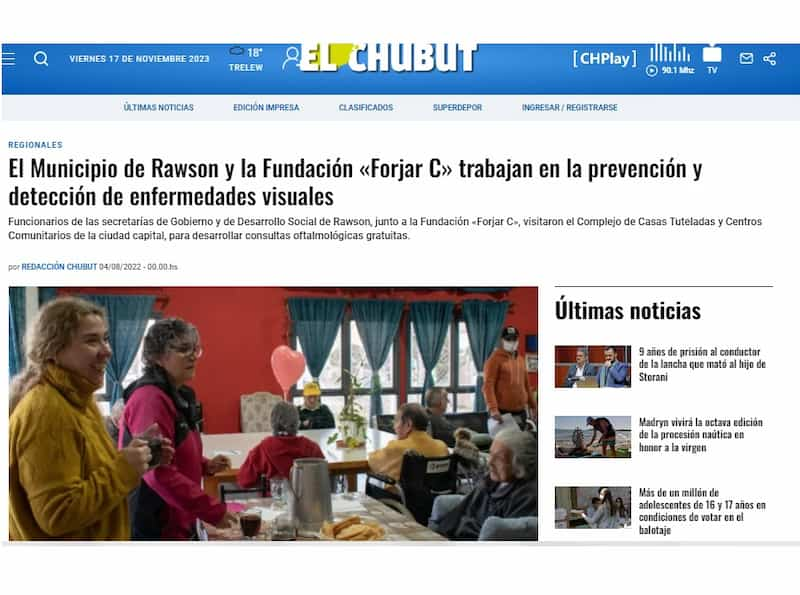 VIERNES 17 DE NOVIEMBRE 2023
18°
TRELEW
EL CHUBUT
[CHPlay]
90.1 Mhz
TV
ÚLTIMAS NOTICIAS
EDICIÓN IMPRESA
CLASIFICADOS
SUPERDEPOR
INGRESAR / REGISTRARSE
REGIONALES
El Municipio de Rawson y la Fundación «Forjar C» trabajan en la prevención y
detección de enfermedades visuales
Funcionarios de las secretarías de Gobierno y de Desarrollo Social de Rawson, junto a la Fundación «Forjar C», visitaron el Complejo de Casas Tuteladas y Centros
Comunitarios de la ciudad capital, para desarrollar consultas oftalmológicas gratuitas.
por REDACCIÓN CHUBUT 04/08/2022 - 00.00.hs
Últimas noticias
9 años de prisión al conductor
de la lancha que mató al hijo de
Storani
Madryn vivirá la octava edición
de la procesión naútica en
honor a la virgen
Más de un millón de
adolescentes de 16 y 17 años en
condiciones de votar en el
balotaje